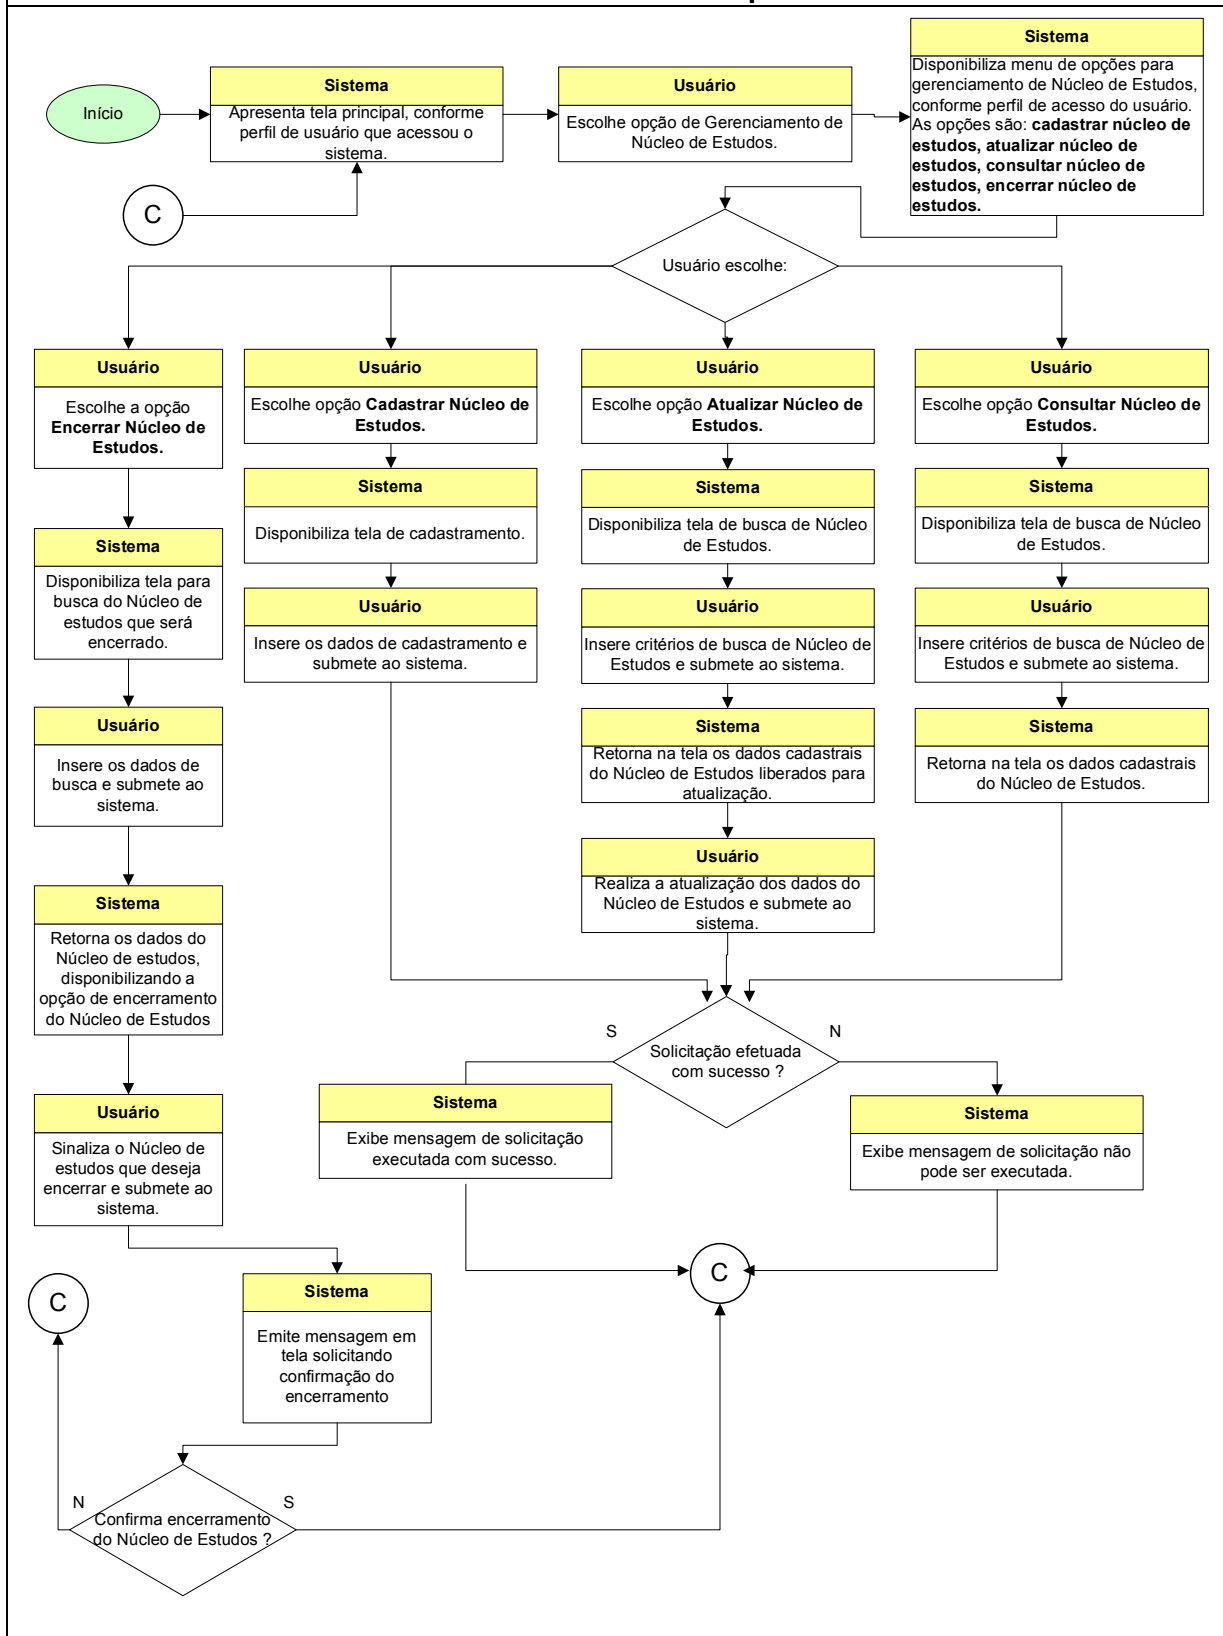 Início
Sistema
Apresenta tela principal, conforme
perfil de usuário que acessou o
sistema.
Usuário
Escolhe opção de Gerenciamento de
Núcleo de Estudos.
Sistema
Disponibiliza menu de opções para
gerenciamento de Núcleo de Estudos,
conforme perfil de acesso do usuário.
As opções são: cadastrar núcleo de
estudos, atualizar núcleo de
estudos, consultar núcleo de
estudos, encerrar núcleo de
estudos.
C
Usuário escolhe:
Usuário
Escolhe a opção
Encerrar Núcleo de
Estudos.
Sistema
Disponibiliza tela para
busca do Núcleo de
estudos que será
encerrado.
Usuário
Insere os dados de
busca e submete ao
sistema.
Sistema
Retorna os dados do
Núcleo de estudos,
disponibilizando a
opção de encerramento
do Núcleo de Estudos
Usuário
Sinaliza o Núcleo de
estudos que deseja
encerrar e submete ao
sistema.
Usuário
Escolhe opção Cadastrar Núcleo de
Estudos.
Sistema
Disponibiliza tela de cadastramento.
Usuário
Insere os dados de cadastramento e
submete ao sistema.
Usuário
Escolhe opção Atualizar Núcleo de
Estudos.
Sistema
Disponibiliza tela de busca de Núcleo
de Estudos.
Usuário
Insere critérios de busca de Núcleo de
Estudos e submete ao sistema.
Sistema
Retorna na tela os dados cadastrais
do Núcleo de Estudos liberados para
atualização.
Usuário
Realiza a atualização dos dados do
Núcleo de Estudos e submete ao
sistema.
Usuário
Escolhe opção Consultar Núcleo de
Estudos.
Sistema
Disponibiliza tela de busca de Núcleo
de Estudos.
Usuário
Insere critérios de busca de Núcleo de
Estudos e submete ao sistema.
Sistema
Retorna na tela os dados cadastrais
do Núcleo de Estudos.
S
N
Solicitação efetuada
com sucesso ?
Sistema
Exibe mensagem de solicitação
executada com sucesso.
Sistema
Exibe mensagem de solicitação não
pode ser executada.
C
C
Sistema
Emite mensagem em
tela solicitando
confirmação do
encerramento
N
S
Confirma encerramento
do Núcleo de Estudos ?